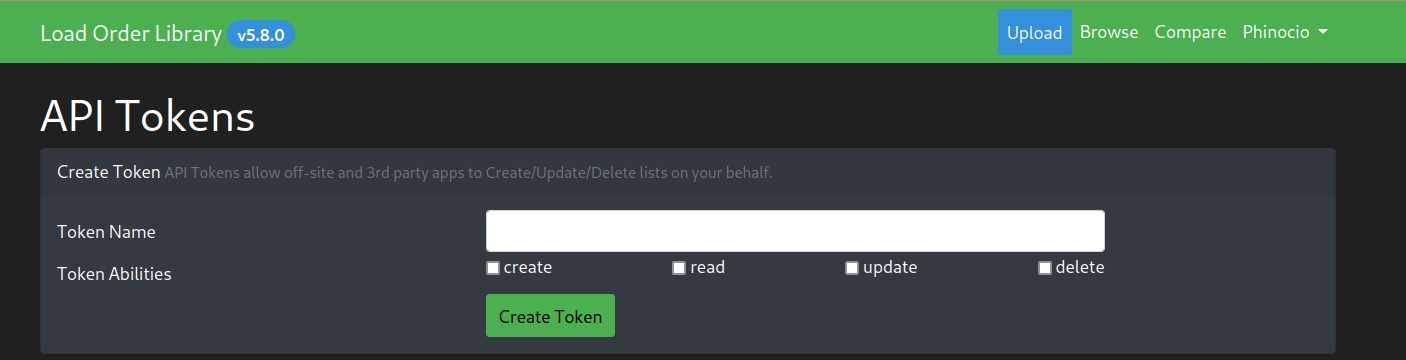 Load Order Library v5.8.0 Upload Browse Compare Phinocio
API Tokens
Create Token API Tokens allow off-site and 3rd party apps to Create/Update/Delete lists on your behalf.
Token Name
Token Abilities create read update delete
Create Token